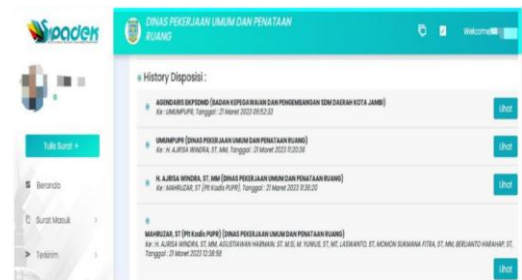 Sipadek
DINAS PEKERJAAN UMUM DAN PENATAAN
RUANG
Welcome
Tulis Surat +
Beranda
Surat Masuk
Terkirim
History Disposisi :
AGENDARIS BKPSDMD (BADAN KEPEGAWAIAN DAN PENGEMBANGAN SDM DAERAH KOTA JAMBI)
Ke : UMUMPUPR, Tanggal : 21 Maret 2023 09:52:32
Lihat
UMUMPUPR (DINAS PEKERJAAN UMUM DAN PENATAAN RUANG)
Ke : H. AJRISA WINDRA, ST, MM, Tanggal : 21 Maret 2023 11:20:36
Lihat
H. AJRISA WINDRA, ST, MM (DINAS PEKERJAAN UMUM DAN PENATAAN RUANG)
Ke : MAHRUZAR, ST (Plt Kadis PUPR), Tanggal : 21 Maret 2023 11:38:20
Lihat
MAHRUZAR, ST (Plt Kadis PUPR) (DINAS PEKERJAAN UMUM DAN PENATAAN RUANG)
Ke : H. AJRISA WINDRA, ST, MM, AGUSTIAWAN HARNAIN, ST. M.Si, M. YUNIUS, ST, MT, LASWANTO, ST, MOMON SUKMANA FITRA, ST, MM, BERLIANTO HARAHAP, ST,
Tanggal : 21 Maret 2023 12:38:58
Lihat